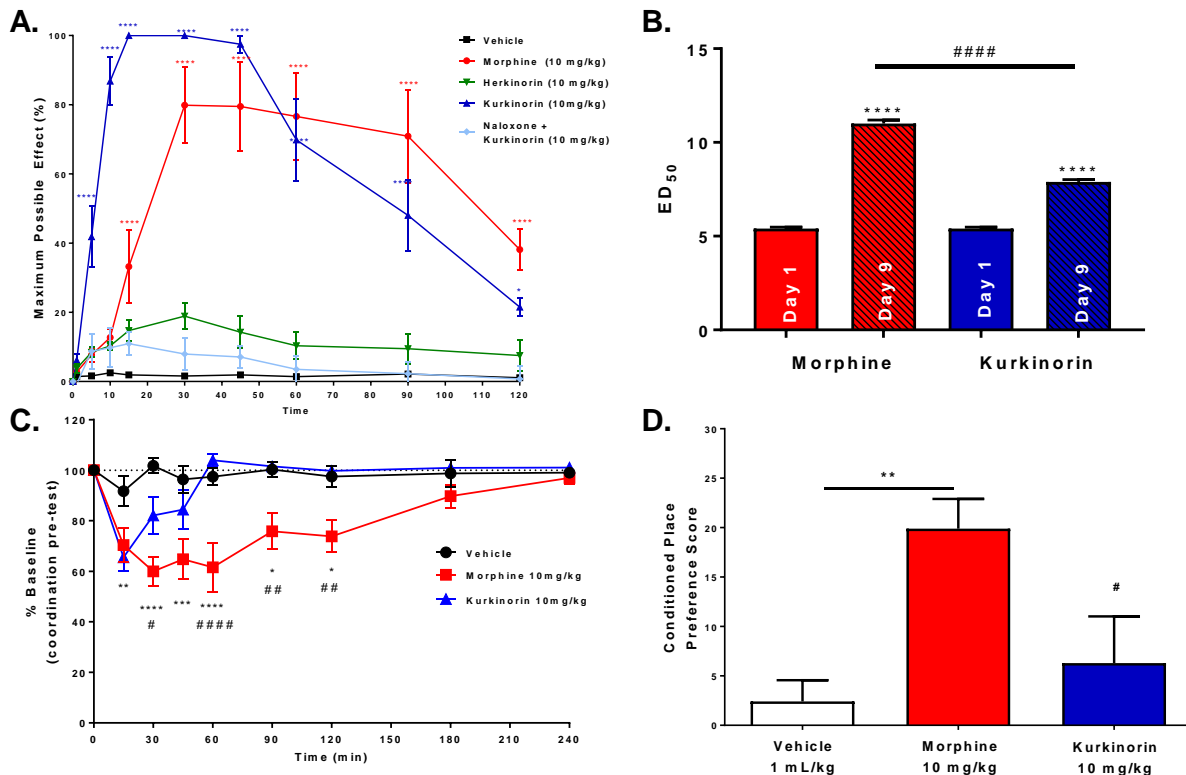 A.
****
****
****
****
****
****
****
****
****
****
****
****
****
****
*
Maximum Possible Effect (%)
100
80
60
40
20
0
0
10
20
30
40
50
60
70
80
90
100
110
120
Time
Vehicle
Morphine (10 mg/kg)
Herkinorin (10 mg/kg)
Kurkinorin (10mg/kg)
Naloxone +
Kurkinorin (10 mg/kg)
B.
ED50
15
10
5
0
####
****
****
Day 1
Day 9
Day 1
Day 9
Morphine
Kurkinorin
C.
% Baseline
(coordination pre-test)
120
100
80
60
40
20
0
**
****
#
***
****
####
*
##
*
##
Vehicle
Morphine 10mg/kg
Kurkinorin 10mg/kg
0
30
60
90
120
150
180
210
240
Time (min)
D.
Conditioned Place
Preference Score
30
25
20
15
10
5
0
**
#
Vehicle
1 mL/kg
Morphine
10 mg/kg
Kurkinorin
10 mg/kg